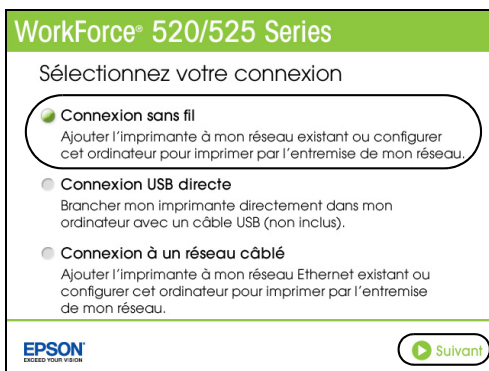 WorkForce® 520/525 Series
Sélectionnez votre connexion
Connexion sans fil
Ajouter l'imprimante à mon réseau existant ou configurer
cet ordinateur pour imprimer par l'entremise de mon réseau.
Connexion USB directe
Brancher mon imprimante directement dans mon
ordinateur avec un câble USB (non inclus).
Connexion à un réseau câblé
Ajouter l'imprimante à mon réseau Ethernet existant ou
configurer cet ordinateur pour imprimer par l'entremise
de mon réseau.
EPSON®
EXCEED YOUR VISION
Suivant